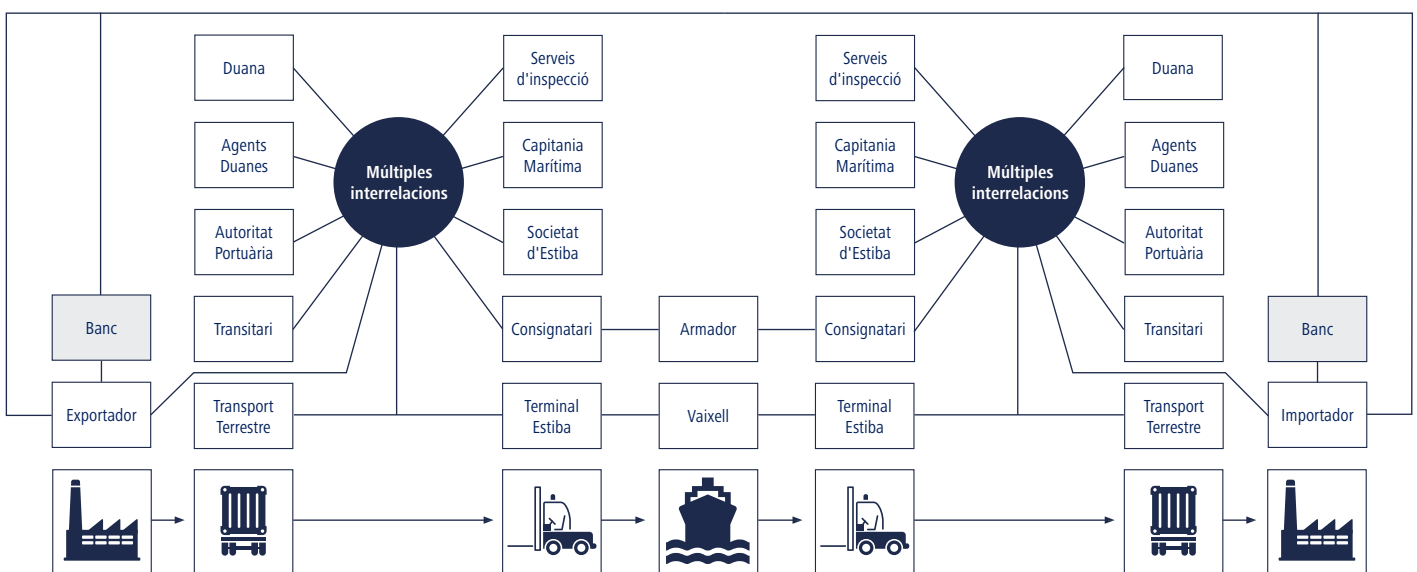 Duana
Serveis
d'inspecció
Serveis
d'inspecció
Duana
Agents
Duanes
Múltiples
interrelacions
Capitania
Marítima
Capitania
Marítima
Múltiples
interrelacions
Agents
Duanes
Autoritat
Portuària
Societat
d'Estiba
Societat
d'Estiba
Autoritat
Portuària
Banc
Transitari
Consignatari
Armador
Consignatari
Transitari
Banc
Exportador
Transport
Terrestre
Terminal
Estiba
Vaixell
Terminal
Estiba
Transport
Terrestre
Importador